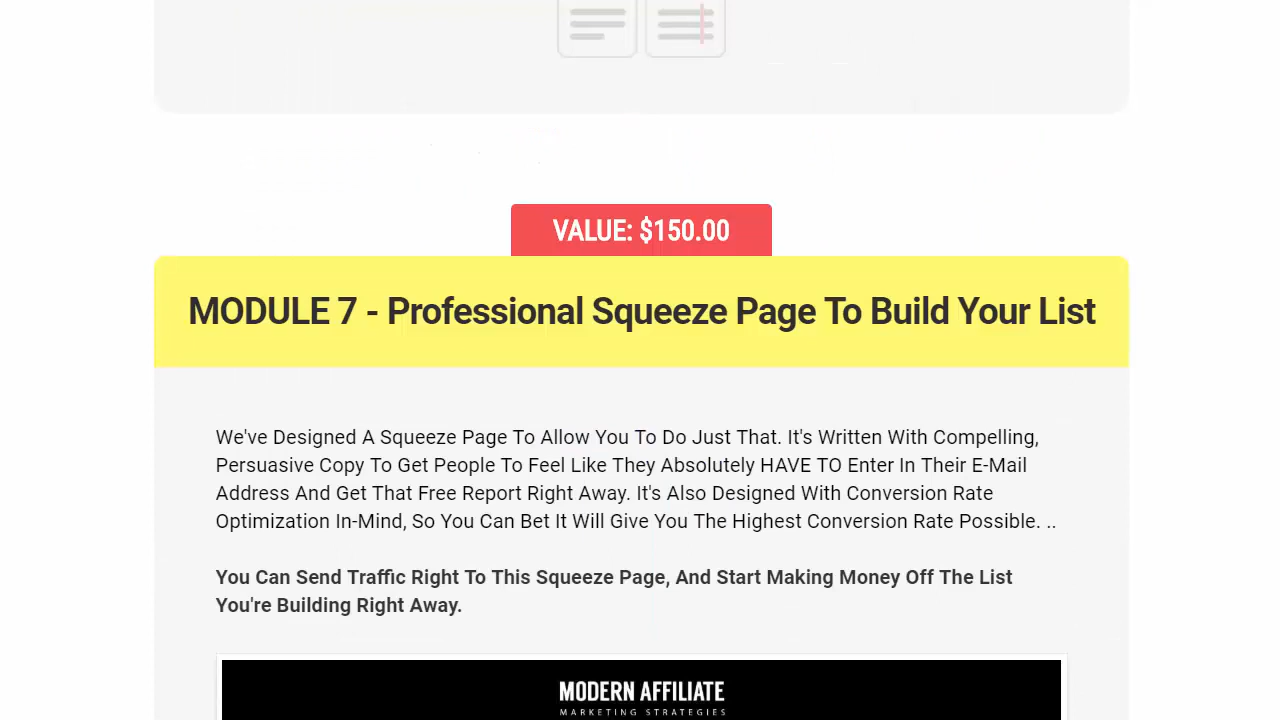 VALUE: $150.00
MODULE 7 - Professional Squeeze Page To Build Your List
We've Designed A Squeeze Page To Allow You To Do Just That. It's Written With Compelling,
Persuasive Copy To Get People To Feel Like They Absolutely HAVE TO Enter In Their E-Mail
Address And Get That Free Report Right Away. It's Also Designed With Conversion Rate
Optimization In-Mind, So You Can Bet It Will Give You The Highest Conversion Rate Possible. ..
You Can Send Traffic Right To This Squeeze Page, And Start Making Money Off The List
You're Building Right Away.
MODERN AFFILIATE
MARKETING STRATEGIES